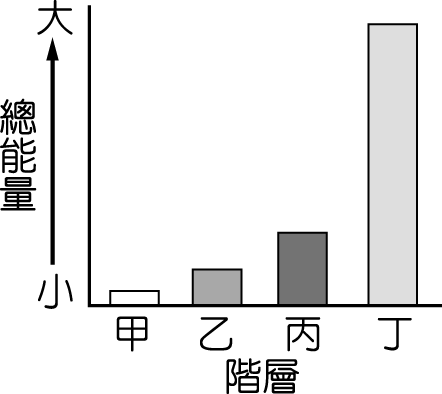 大
總能量
小
甲 乙 丙 丁
階層